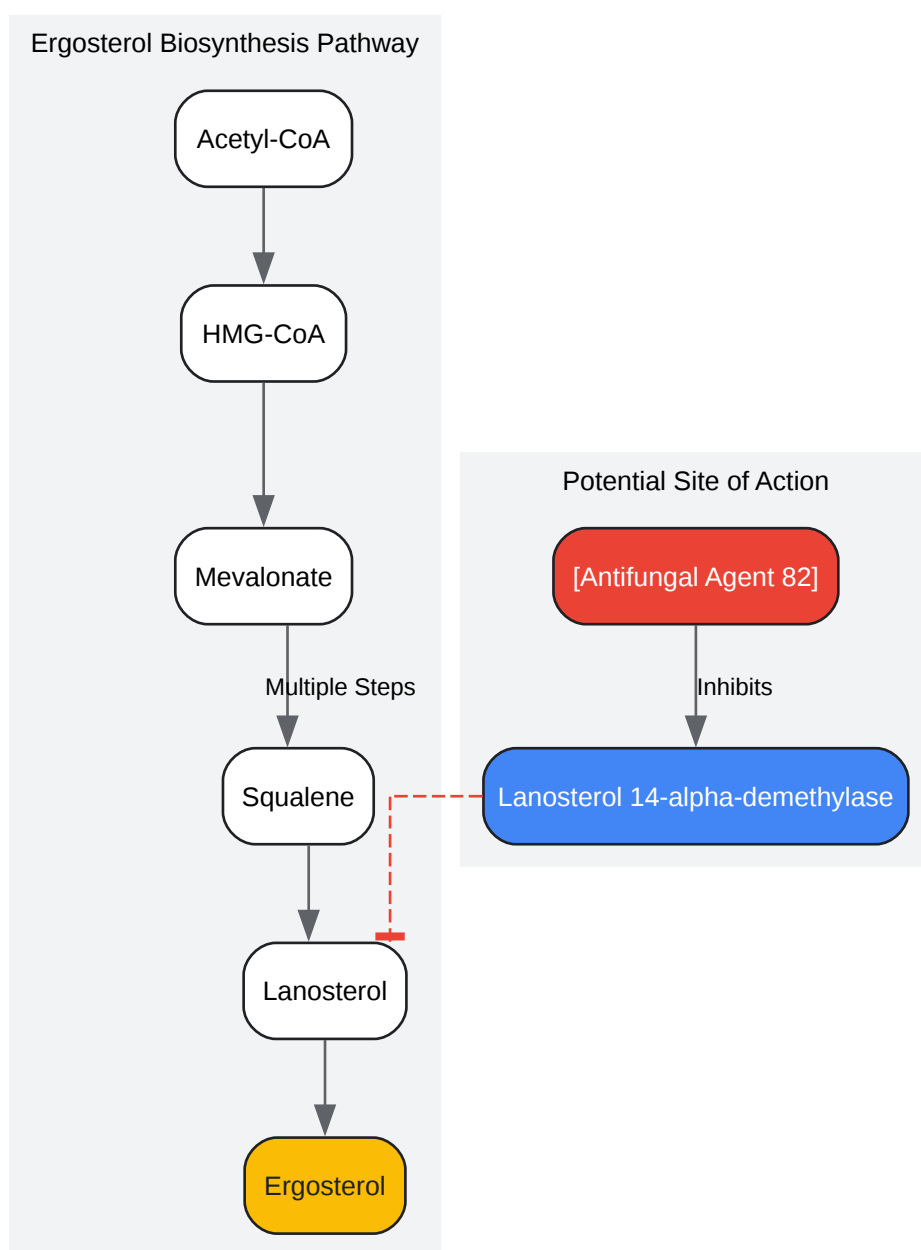 Ergosterol Biosynthesis Pathway
Acetyl-CoA
HMG-CoA
Mevalonate
Multiple Steps
Squalene
Lanosterol
Ergosterol
Potential Site of Action
[Antifungal Agent 82]
Inhibits
Lanosterol 14-alpha-demethylase